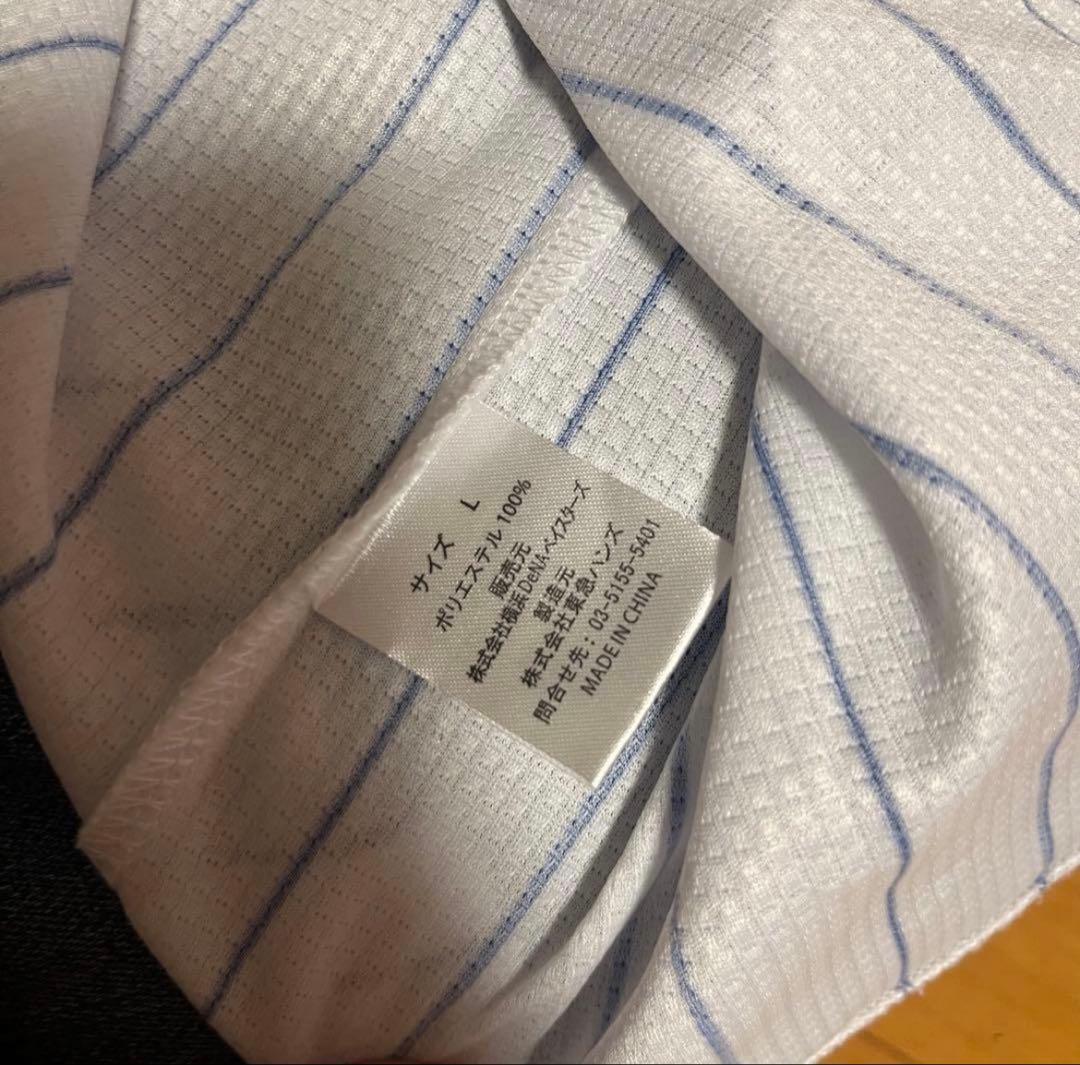 サイズ L
ポリエステル100%
販売元
株式会社横浜DeNAベイスターズ
製造元
株式会社東急ハンズ
問合せ先：03-5155-5401
MADE IN CHINA